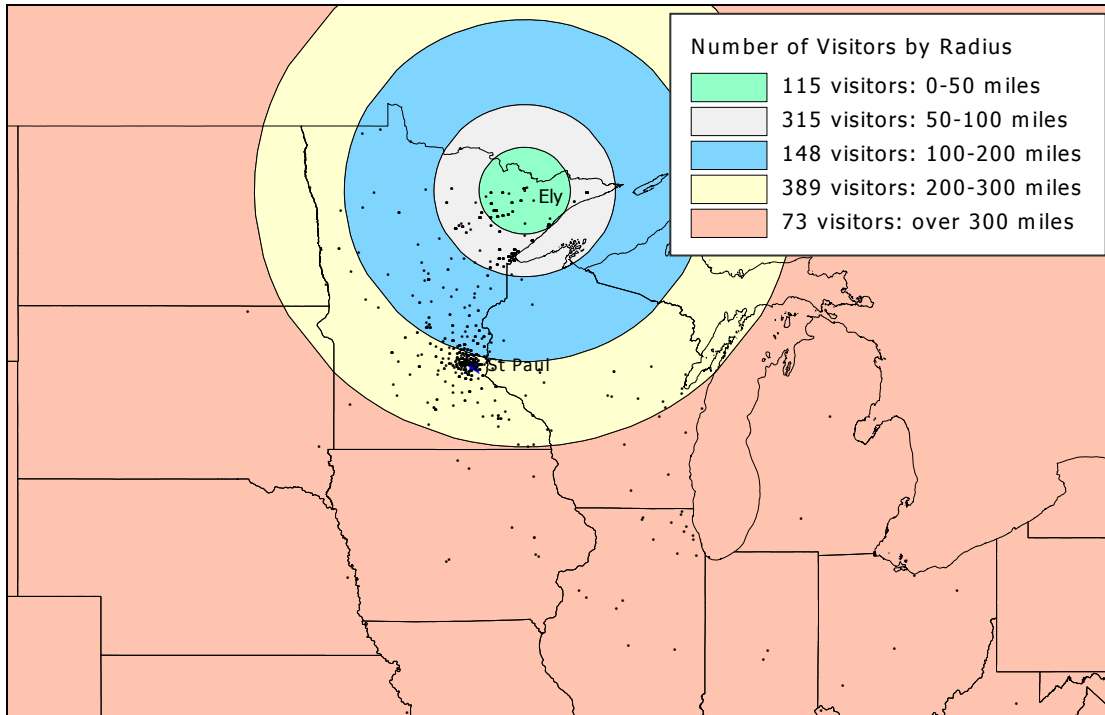 Number of Visitors by Radius
115 visitors: 0-50 miles
315 visitors: 50-100 miles
148 visitors: 100-200 miles
389 visitors: 200-300 miles
73 visitors: over 300 miles
Ely
St Paul